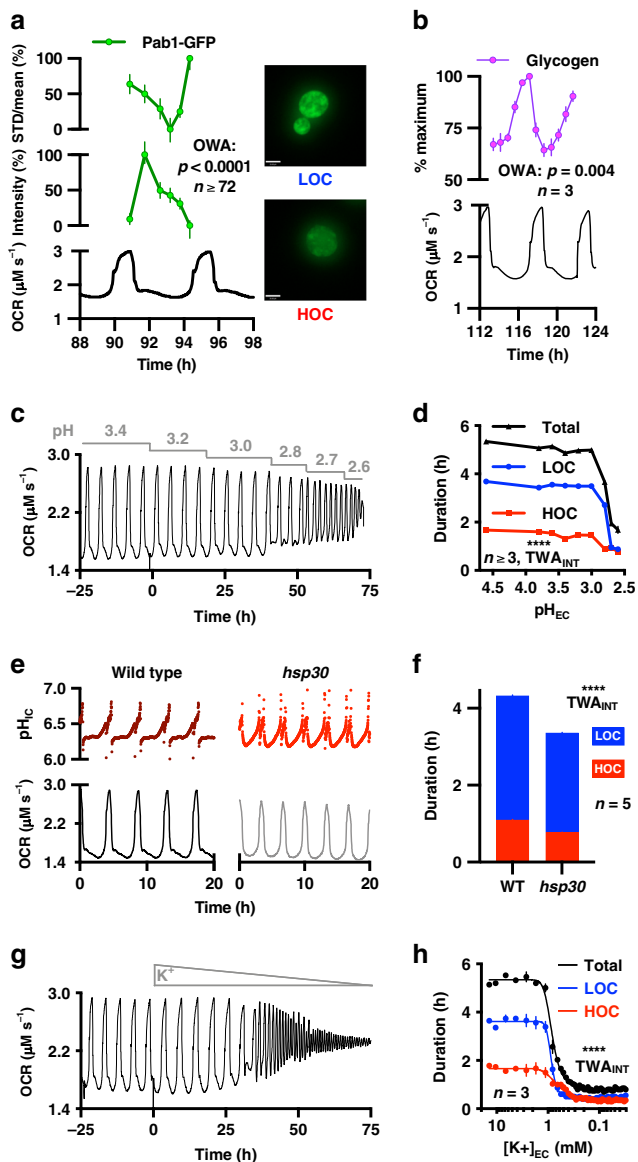 a
Pab1-GFP
STD/mean (%)
100
75
50
25
0
Intensity (%)
100
75
50
25
0
OWA:
p < 0.0001
n ≥ 72
LOC
HOC
OCR (μM s⁻¹)
3
2
1
88 90 92 94 96 98
Time (h)
b
Glycogen
% maximum
100
75
50
OWA: p = 0.004
n = 3
OCR (μM s⁻¹)
3
2
1
112 116 120 124
Time (h)
c
pH
3.4 3.2 3.0 2.8 2.7 2.6
OCR (μM s⁻¹)
3.0
2.2
1.4
−25 0 25 50 75
Time (h)
d
Total
LOC
HOC
Duration (h)
6
4
2
0
****
n ≥ 3, TWA_INT
4.5 4.0 3.5 3.0 2.5
pH_EC
e
Wild type hsp30
pH_IC
7.0
6.5
6.0
OCR (μM s⁻¹)
2.9
2.2
1.4
0 10 20 0 10 20
Time (h) Time (h)
f
****
TWA_INT
LOC
HOC
n = 5
Duration (h)
4
2
0
WT hsp30
g
K⁺
OCR (μM s⁻¹)
3.0
2.2
1.4
−25 0 25 50 75
Time (h)
h
Total
LOC
HOC
****
TWA_INT
n = 3
Duration (h)
6
4
2
0
10 1 0.1
[K+]_EC (mM)